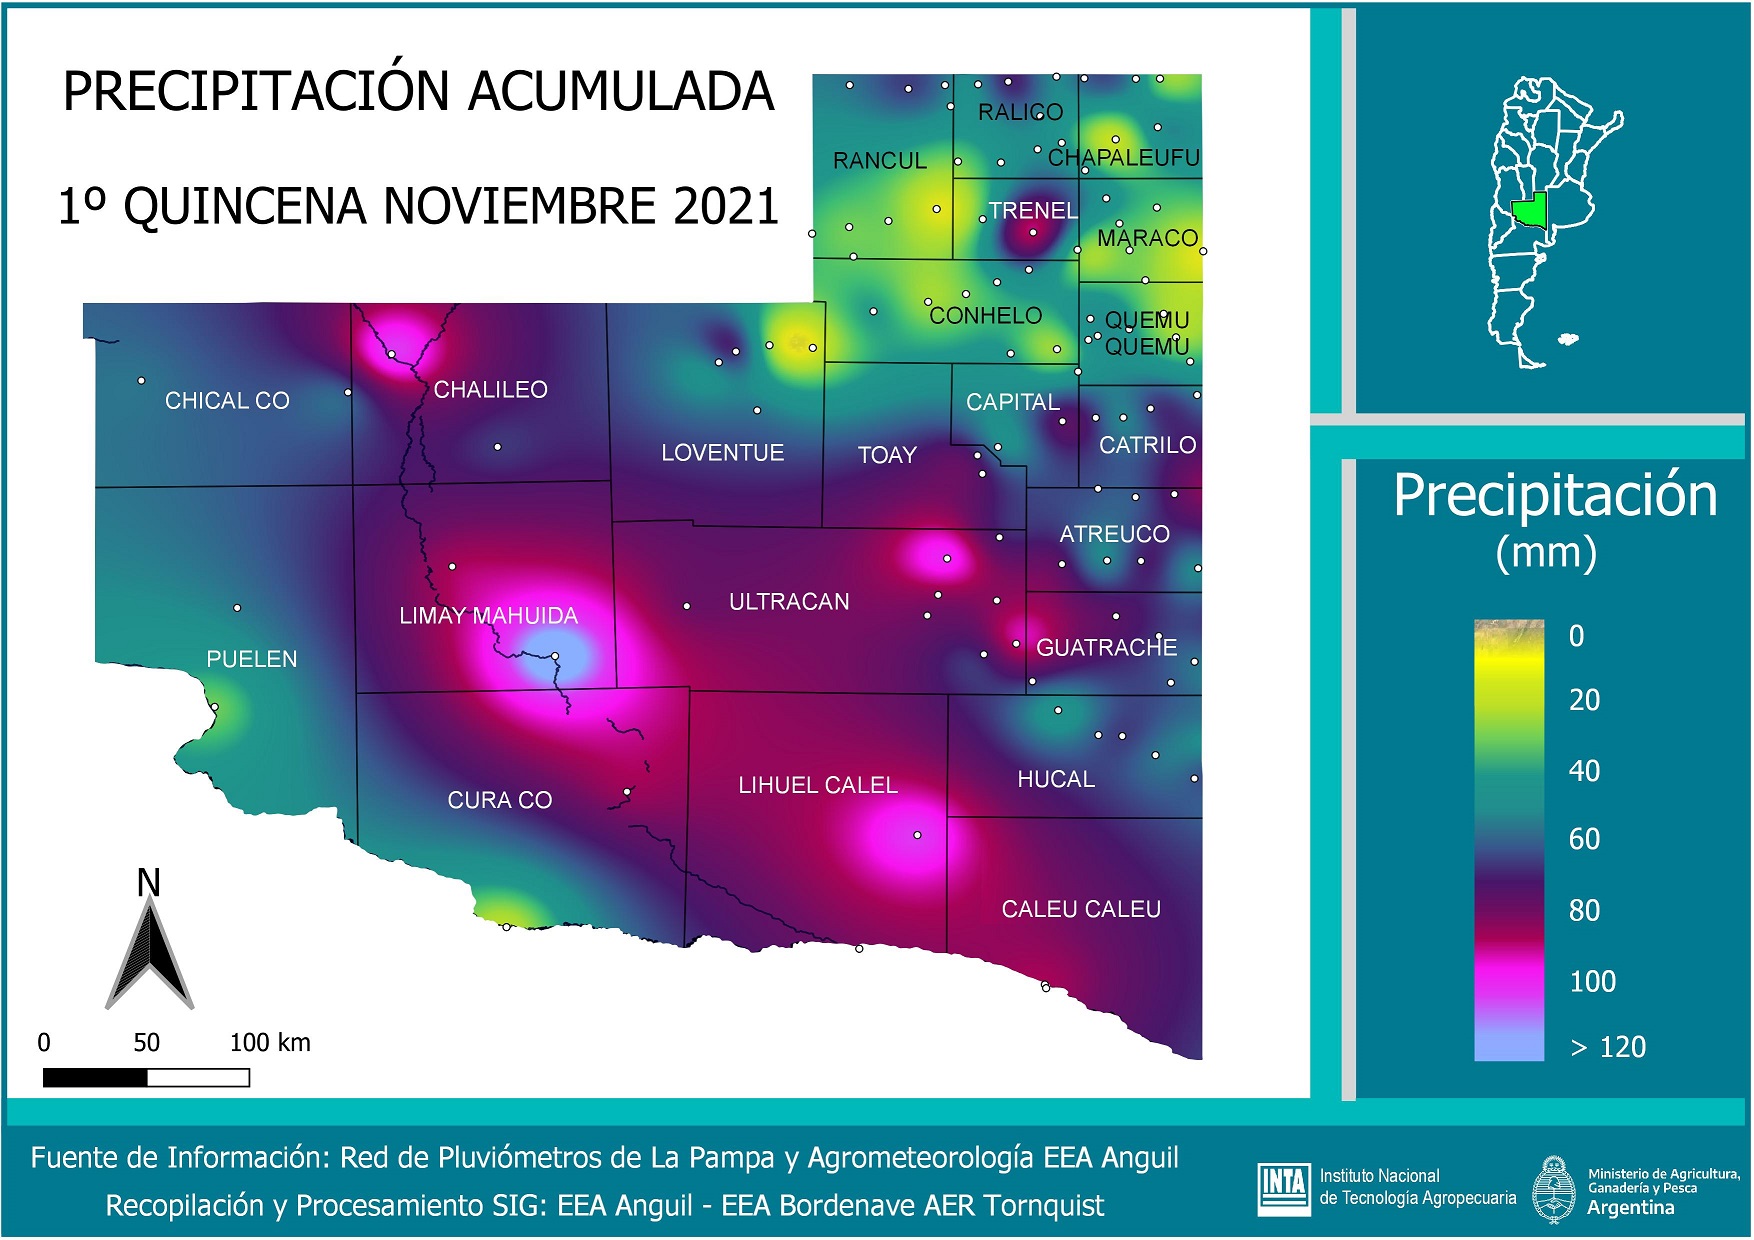 PRECIPITACIÓN ACUMULADA
1º QUINCENA NOVIEMBRE 2021
RALICO
RANCUL
CHAPALEUFU
TRENEL
MARACO
CONHELO
QUEMU
QUEMU
CHICAL CO
CHALILEO
CAPITAL
LOVENTUE
TOAY
CATRILO
ATREUCO
LIMAY MAHUIDA
ULTRACAN
GUATRACHE
PUELEN
CURA CO
LIHUEL CALEL
HUCAL
CALEU CALEU
N
0 50 100 km
Precipitación
(mm)
0
20
40
60
80
100
> 120
Fuente de Información: Red de Pluviómetros de La Pampa y Agrometeorología EEA Anguil
Recopilación y Procesamiento SIG: EEA Anguil - EEA Bordenave AER Tornquist
INTA
Instituto Nacional
de Tecnología Agropecuaria
Ministerio de Agricultura,
Ganadería y Pesca
Argentina